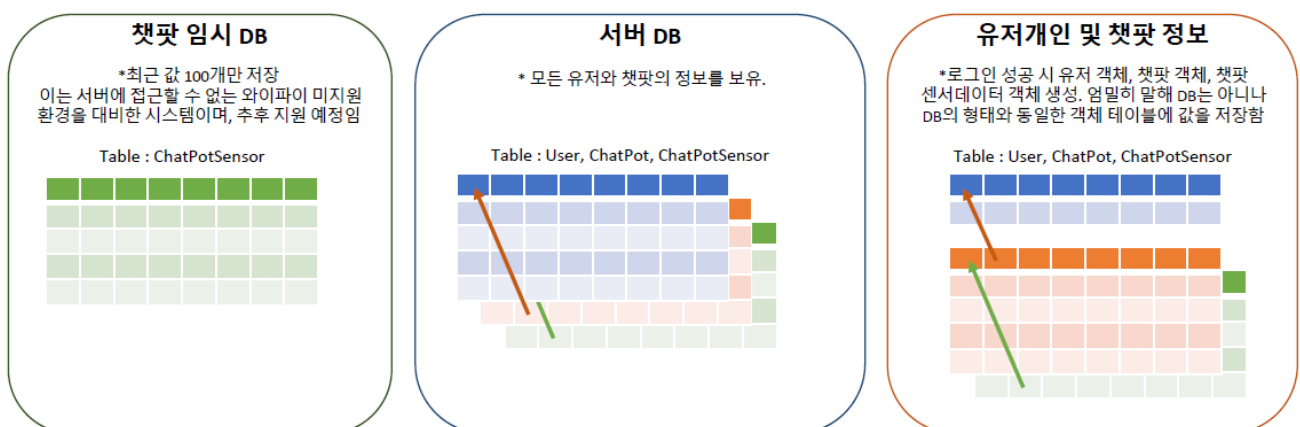 챗팟 임시 DB
*최근 값 100개만 저장
이는 서버에 접근할 수 없는 와이파이 미지원
환경을 대비한 시스템이며, 추후 지원 예정임
Table : ChatPotSensor
서버 DB
* 모든 유저와 챗팟의 정보를 보유.
Table : User, ChatPot, ChatPotSensor
유저개인 및 챗팟 정보
*로그인 성공 시 유저 객체, 챗팟 객체, 챗팟
센서데이터 객체 생성. 엄밀히 말해 DB는 아니나
DB의 형태와 동일한 객체 테이블에 값을 저장함
Table : User, ChatPot, ChatPotSensor